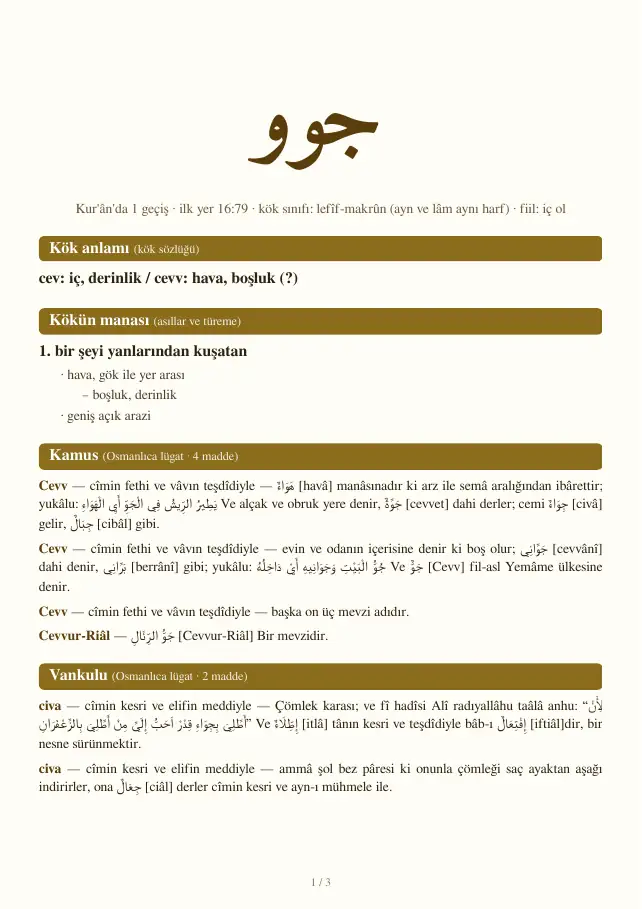 جوو
Kur'ân'da 1 geçiş · ilk yer 16:79 · kök sınıfı: lefîf-makrûn (ayn ve lâm aynı harf) · fiil: iç ol
Kök anlamı (kök sözlüğü)
cev: iç, derinlik / cevv: hava, boşluk (?)
Kökün manası (asıllar ve türeme)
1. bir şeyi yanlarından kuşatan
· hava, gök ile yer arası
– boşluk, derinlik
· geniş açık arazi
Kamus (Osmanlıca lügat · 4 madde)
Cevv — cîmin fethi ve vâvın teşdîdiyle — هَوَاءٌ [havâ] manâsınadır ki arz ile semâ aralığından ibârettir;
yukâlu: يَطِيرُ الرِّيشُ فِي الْجَوِّ أَيِ الْهَوَاءِ Ve alçak ve obruk yere denir, جَوَّةٌ [cevvet] dahi derler; cemi جِوَاءٌ [civâ]
gelir, جِبَالٌ [cibâl] gibi.
Cevv — cîmin fethi ve vâvın teşdîdiyle — evin ve odanın içerisine denir ki boş olur; جَوَّانِي [cevvânî]
dahi denir, بَرَّانِي [berrânî] gibi; yukâlu: جَوُّ الْبَيْتِ وَجَوَّانِيهِ أَيْ دَاخِلُهُ Ve جَوٌّ [Cevv] fil-asl Yemâme ülkesine
denir.
Cevv — cîmin fethi ve vâvın teşdîdiyle — başka on üç mevzi adıdır.
Cevvur-Riâl — جَوُّ الرِّئَالِ [Cevvur-Riâl] Bir mevzidir.
Vankulu (Osmanlıca lügat · 2 madde)
civa — cîmin kesri ve elifin meddiyle — Çömlek karası; ve fî hadîsi Alî radıyallâhu taâlâ anhu: “لَأَنْ
أَطَّلِيَ بِجِوَاءِ قِدْرٍ اَحَبُّ إِلَيَّ مِنْ أَطَّلِيَ بِالزَّعْفَرَانِ” Ve إِطِّلَاءٌ [itlâ] tânın kesri ve teşdîdiyle bâb-ı إِفْتِعَالٌ [iftiâl]dir, bir
nesne sürünmektir.
civa — cîmin kesri ve elifin meddiyle — ammâ şol bez pâresi ki onunla çömleği saç ayaktan aşağı
indirirler, ona جِعَالٌ [ciâl] derler cîmin kesri ve ayn-ı mühmele ile.
1 / 3